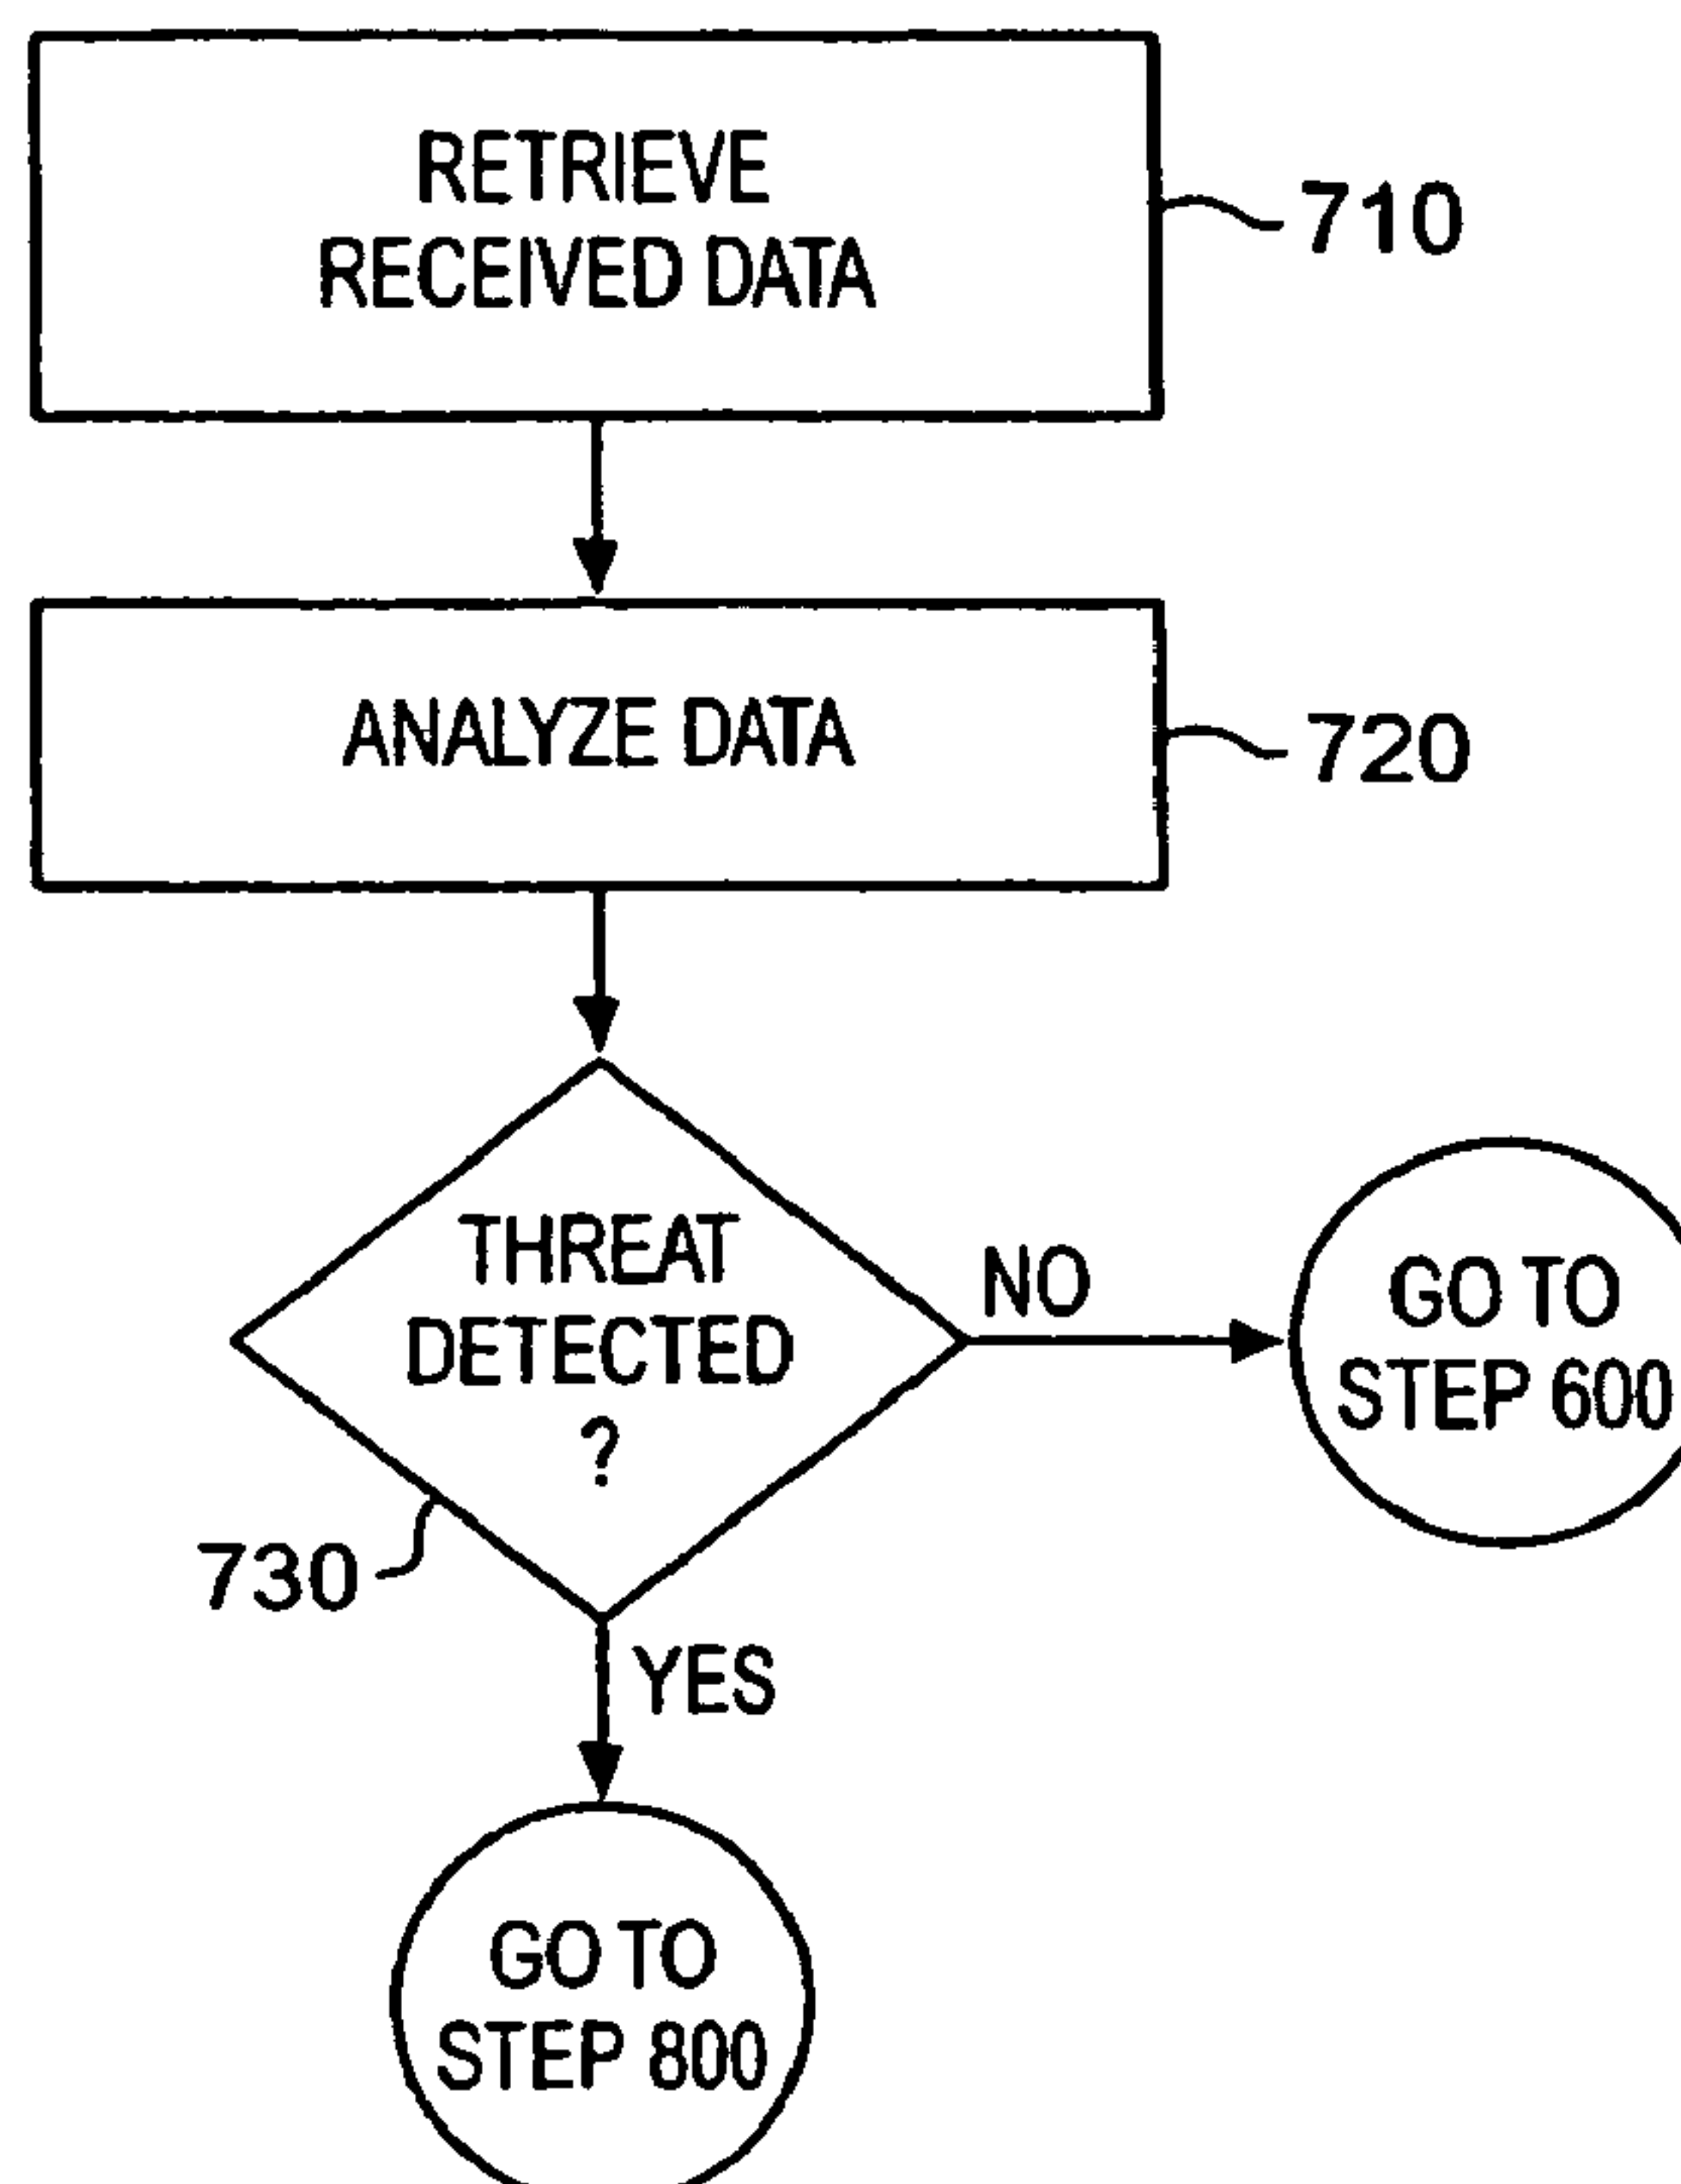 RETRIEVE
RECEIVED DATA
710
ANALYZE DATA
720
THREAT
DETECTED
?
NO
GO TO
STEP 600
730
YES
GO TO
STEP 800